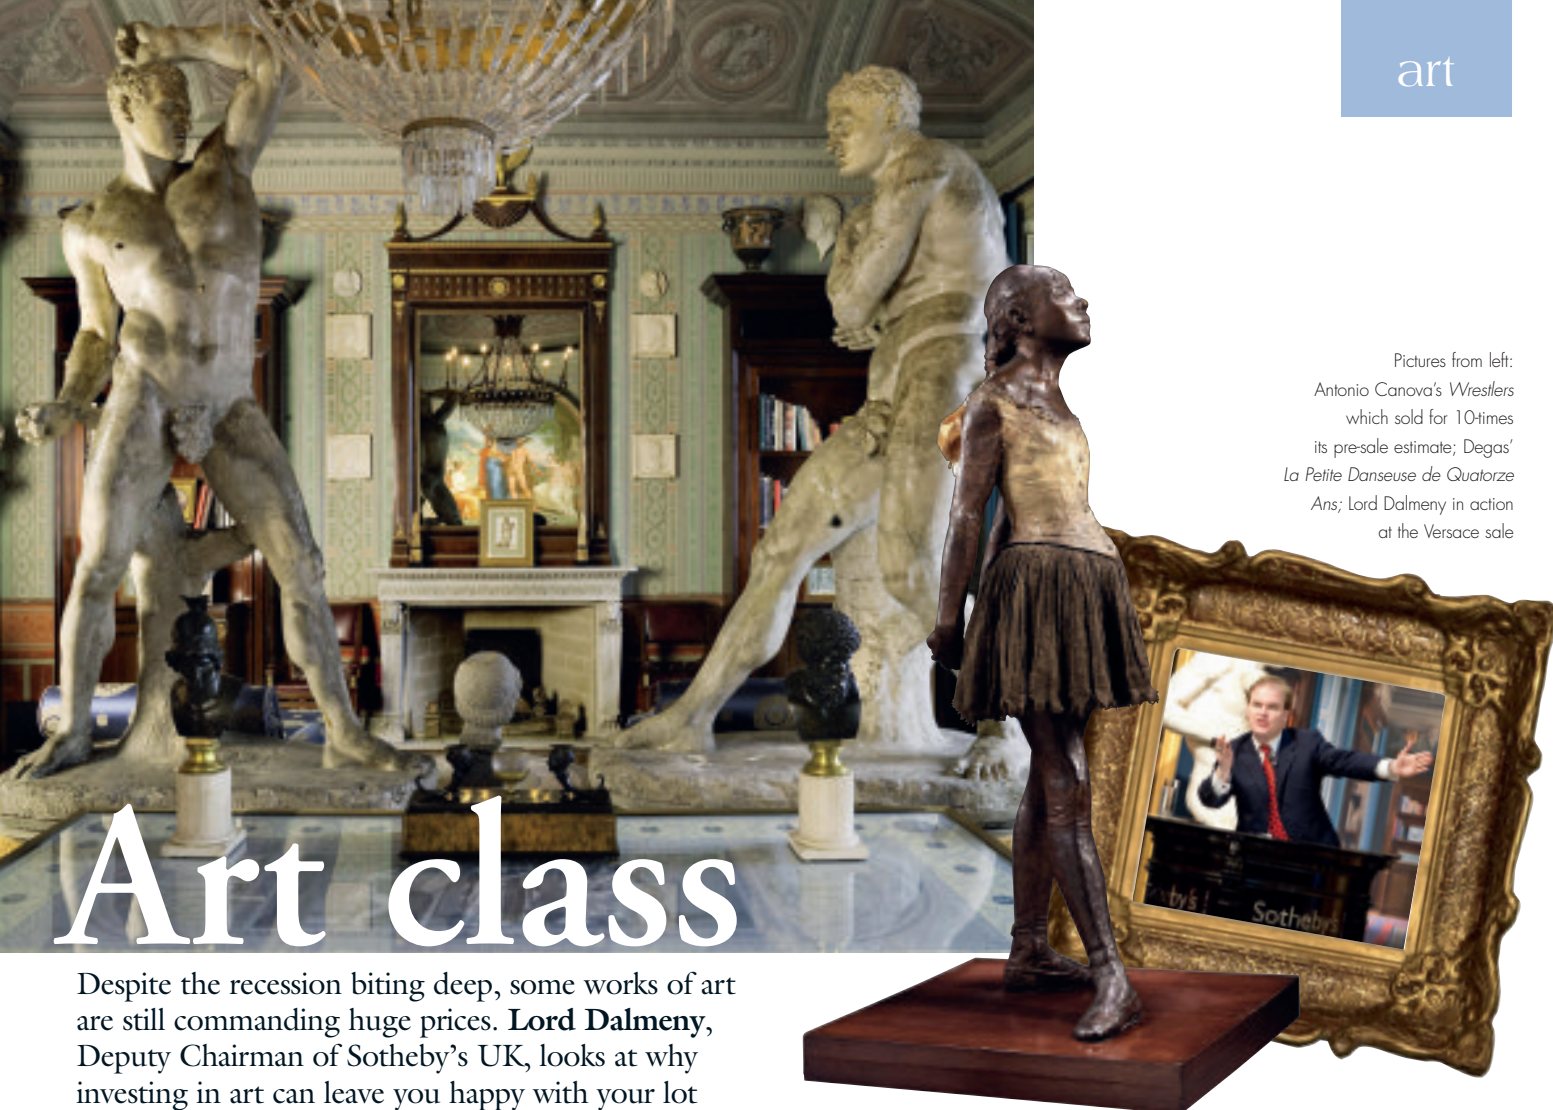 art
Pictures from left:
Antonio Canova's Wrestlers
which sold for 10-times
its pre-sale estimate; Degas'
La Petite Danseuse de Quatorze
Ans; Lord Dalmeny in action
at the Versace sale
by's
Sotheby's
Art class
Despite the recession biting deep, some works of art
are still commanding huge prices. Lord Dalmeny,
Deputy Chairman of Sotheby's UK, looks at why
investing in art can leave you happy with your lot